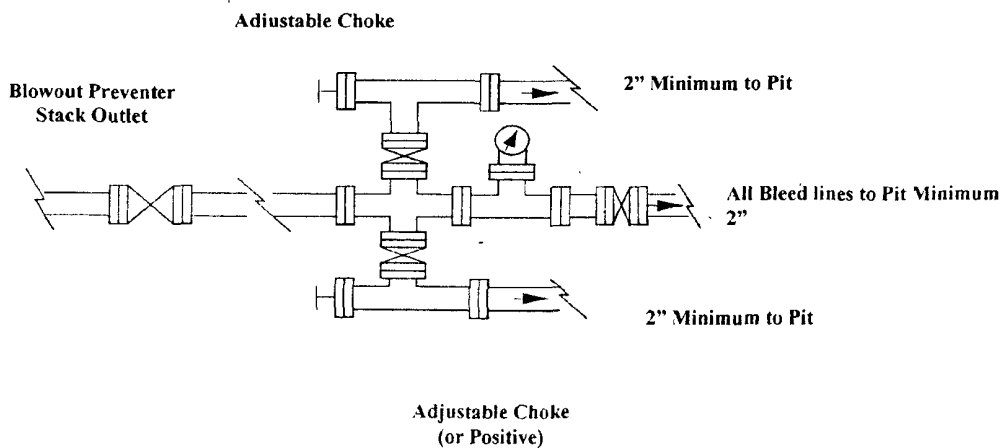 Adiustable Choke
Blowout Preventer
Stack Outlet
2” Minimum to Pit
All Bleed lines to Pit Minimum
2”
2” Minimum to Pit
Adjustable Choke
(or Positive)